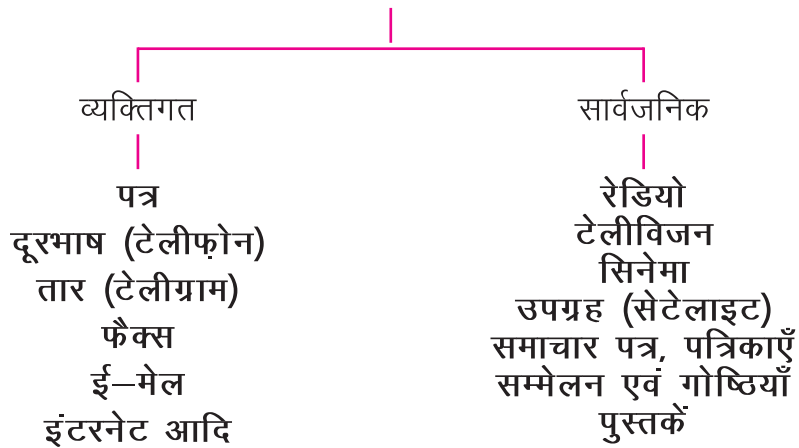 व्यक्तिगत
पत्र
दूरभाष (टेलीफ़ोन)
तार (टेलीग्राम)
फैक्स
ई–मेल
इंटरनेट आदि
सार्वजनिक
रेडियो
टेलीविजन
सिनेमा
उपग्रह (सेटेलाइट)
समाचार पत्र, पत्रिकाएँ
सम्मेलन एवं गोष्ठियाँ
पुस्तकें